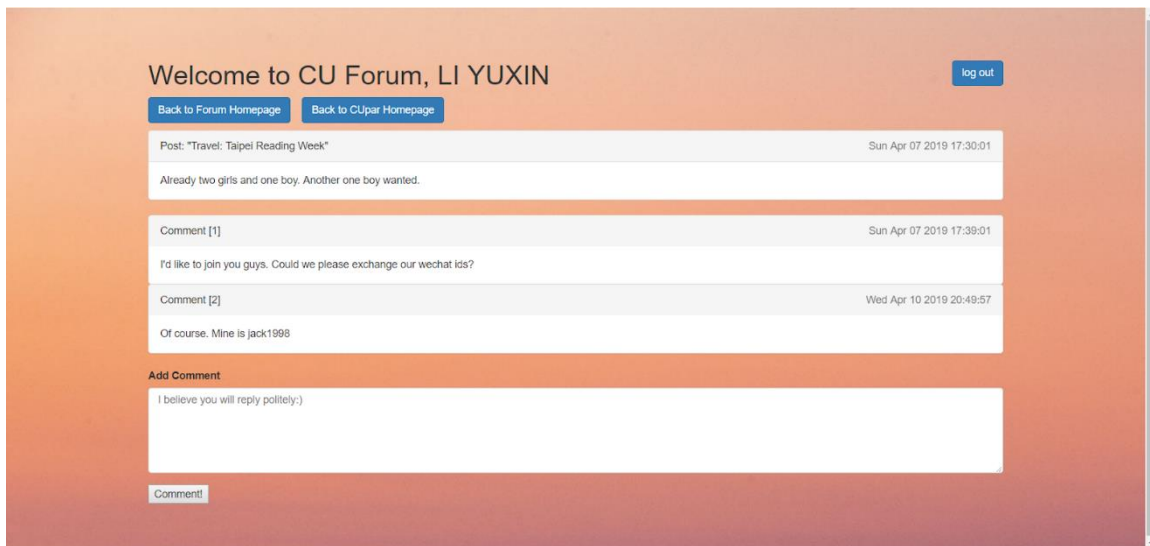 Welcome to CU Forum, LI YUXIN
log out
Back to Forum Homepage
Back to CUpar Homepage
Post: "Travel: Taipei Reading Week"
Sun Apr 07 2019 17:30:01
Already two girls and one boy. Another one boy wanted.
Comment [1]
Sun Apr 07 2019 17:39:01
I'd like to join you guys. Could we please exchange our wechat ids?
Comment [2]
Wed Apr 10 2019 20:49:57
Of course. Mine is jack1998
Add Comment
I believe you will reply politely:)
Comment!